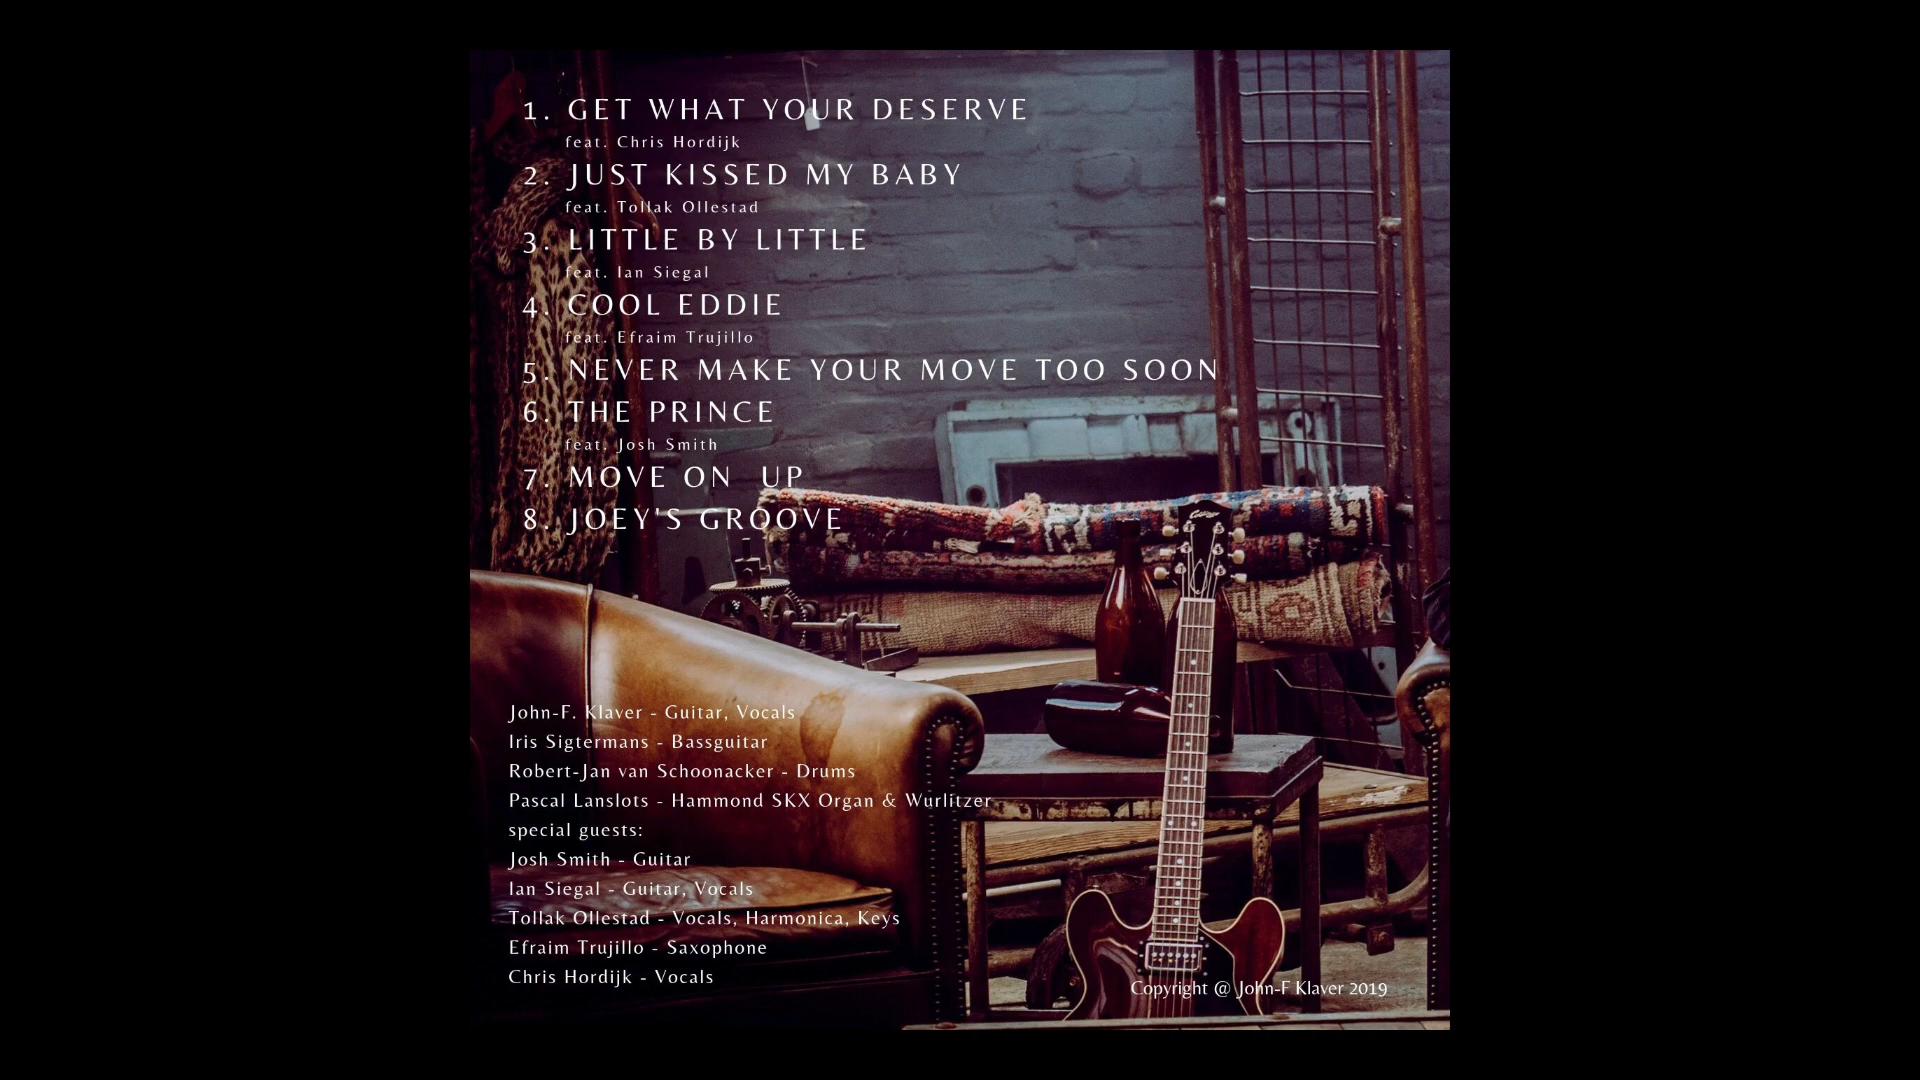 1. GET WHAT YOUR DESERVE
feat. Chris Hordijk
2. JUST KISSED MY BABY
feat. Tollak Ollestad
3. LITTLE BY LITTLE
feat. Ian Siegal
4. COOL EDDIE
feat. Efraim Trujillo
5. NEVER MAKE YOUR MOVE TOO SOON
6. THE PRINCE
feat. Josh Smith
7. MOVE ON UP
8. JOEY'S GROOVE
John-F. Klaver - Guitar, Vocals
Iris Sigtermans - Bassguitar
Robert-Jan van Schoonacker - Drums
Pascal Lanslots - Hammond SKX Organ & Wurlitzer
special guests:
Josh Smith - Guitar
Ian Siegal - Guitar, Vocals
Tollak Ollestad - Vocals, Harmonica, Keys
Efraim Trujillo - Saxophone
Chris Hordijk - Vocals
Copyright @ John-F Klaver 2019